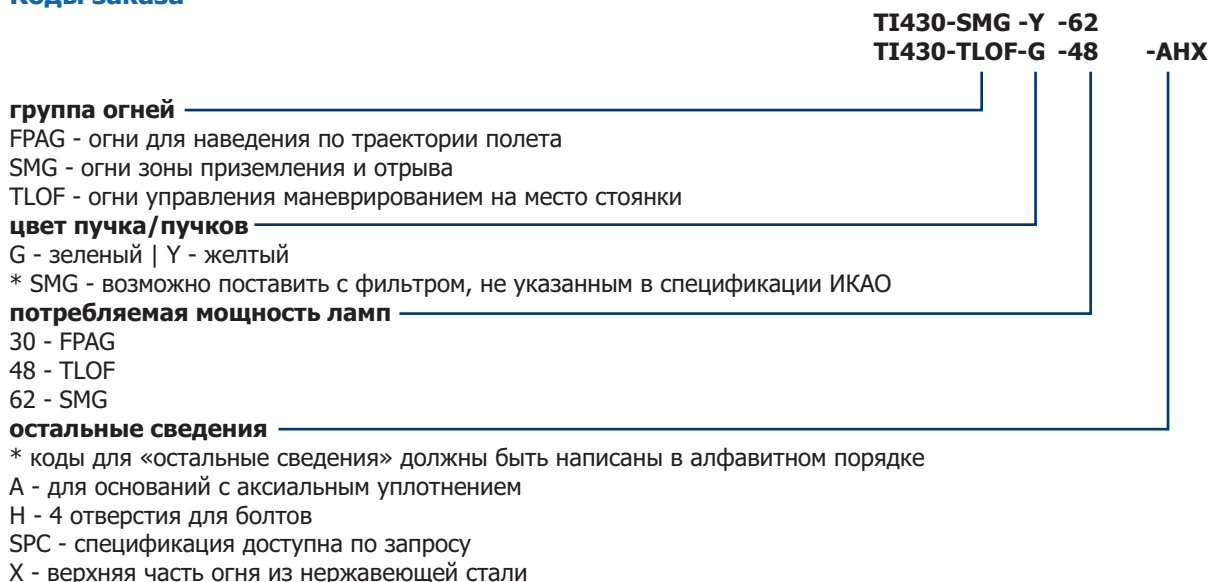 Коды заказа
TI430-SMG -Y -62
TI430-TLOF-G -48 -AHX
группа огней
FPAG - огни для наведения по траектории полета
SMG - огни зоны приземления и отрыва
TLOF - огни управления маневрированием на место стоянки
цвет пучка/пучков
G - зеленый | Y - желтый
* SMG - возможно поставить с фильтром, не указанным в спецификации ИКАО
потребляемая мощность ламп
30 - FPAG
48 - TLOF
62 - SMG
остальные сведения
* коды для «остальные сведения» должны быть написаны в алфавитном порядке
A - для оснований с аксиальным уплотнением
H - 4 отверстия для болтов
SPC - спецификация доступна по запросу
X - верхняя часть огня из нержавеющей стали